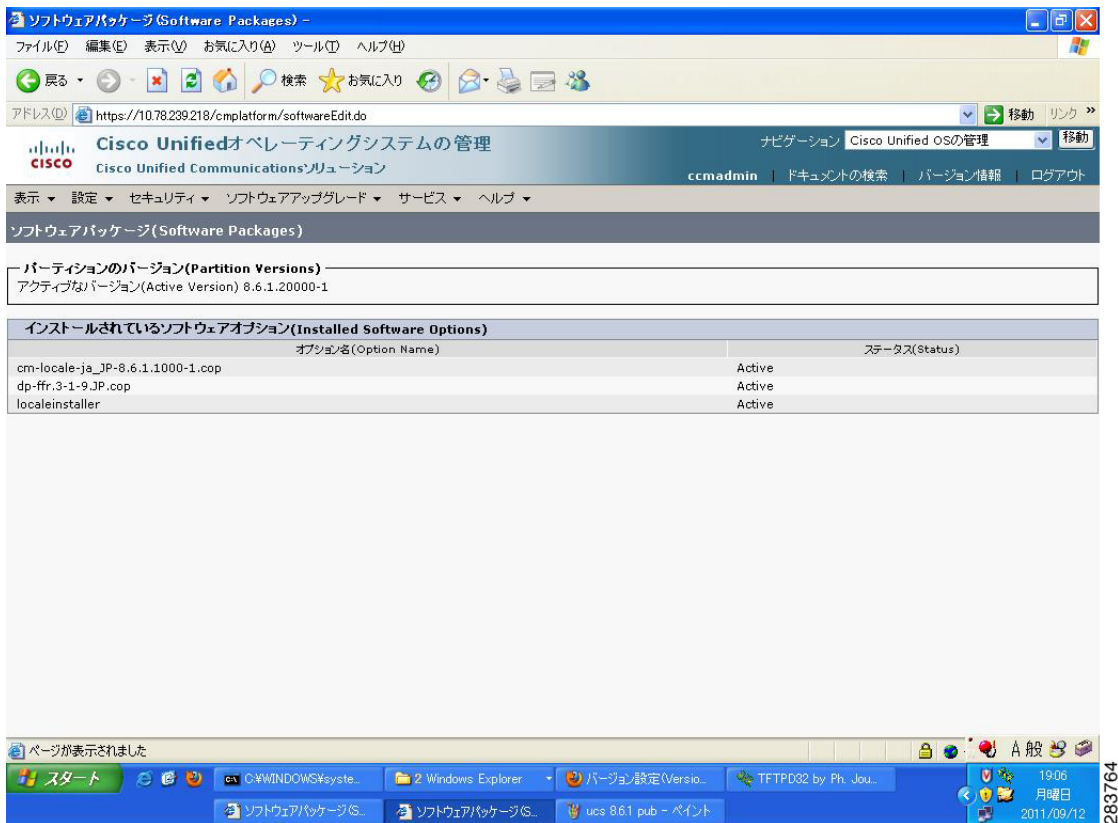 ソフトウェアパッケージ(Software Packages) -
ファイル(F) 編集(E) 表示(V) お気に入り(A) ツール(T) ヘルプ(H)
戻る 検索 お気に入り
アドレス(D) https://10.78.239.218/cmplatform/softwareEdit.do 移動 リンク »
cisco
Cisco Unifiedオペレーティングシステムの管理
Cisco Unified Communicationsソリューション
ナビゲーション Cisco Unified OSの管理 移動
ccmadmin | ドキュメントの検索 | バージョン情報 | ログアウト
表示 設定 セキュリティ ソフトウェアアップグレード サービス ヘルプ
ソフトウェアパッケージ(Software Packages)
パーティションのバージョン(Partition Versions)
アクティブなバージョン(Active Version) 8.6.1.20000-1
インストールされているソフトウェアオプション(Installed Software Options)
オプション名(Option Name) ステータス(Status)
cm-locale-ja_JP-8.6.1.1000-1.cop Active
dp-ffr.3-1-9.JP.cop Active
localeinstaller Active
ページが表示されました
A 般
スタート C:¥WINDOWS¥syste... 2 Windows Explorer バージョン設定(Versio... TFTPD32 by Ph. Jou...
ソフトウェアパッケージ(S... ソフトウェアパッケージ(S... ucs 8.6.1 pub - ペイント
19:06
月曜日
2011/09/12
283764